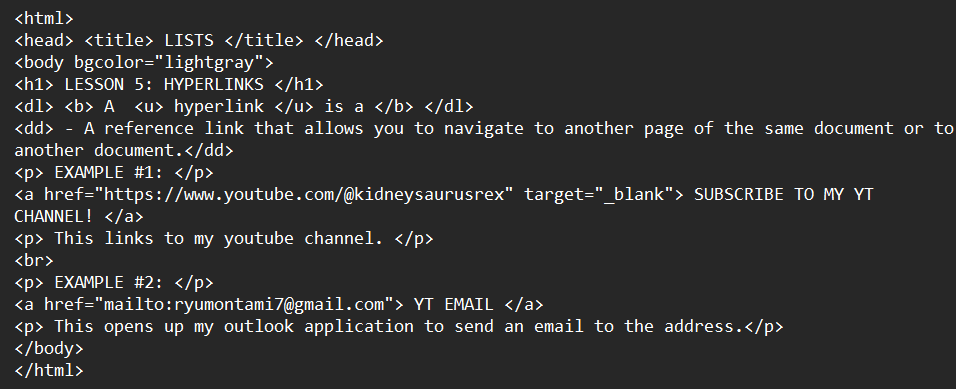 <html>
<head> <title> LISTS </title> </head>
<body bgcolor="lightgray">
<h1> LESSON 5: HYPERLINKS </h1>
<dl> <b> A  <u> hyperlink </u> is a </b> </dl>
<dd> - A reference link that allows you to navigate to another page of the same document or to
another document.</dd>
<p> EXAMPLE #1: </p>
<a href="https://www.youtube.com/@kidneysaurusrex" target="_blank"> SUBSCRIBE TO MY YT
CHANNEL! </a>
<p> This links to my youtube channel. </p>
<br>
<p> EXAMPLE #2: </p>
<a href="mailto:ryumontami7@gmail.com"> YT EMAIL </a>
<p> This opens up my outlook application to send an email to the address.</p>
</body>
</html>